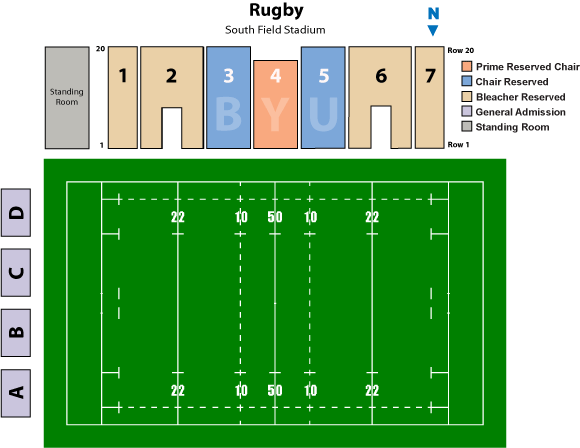 Rugby
South Field Stadium
N
20
Row 20
1 2 3 4 5 6 7
B Y U
Standing
Room
1
Row 1
Prime Reserved Chair
Chair Reserved
Bleacher Reserved
General Admission
Standing Room
D
22 10 50 10 22
C
B
A
22 10 50 10 22